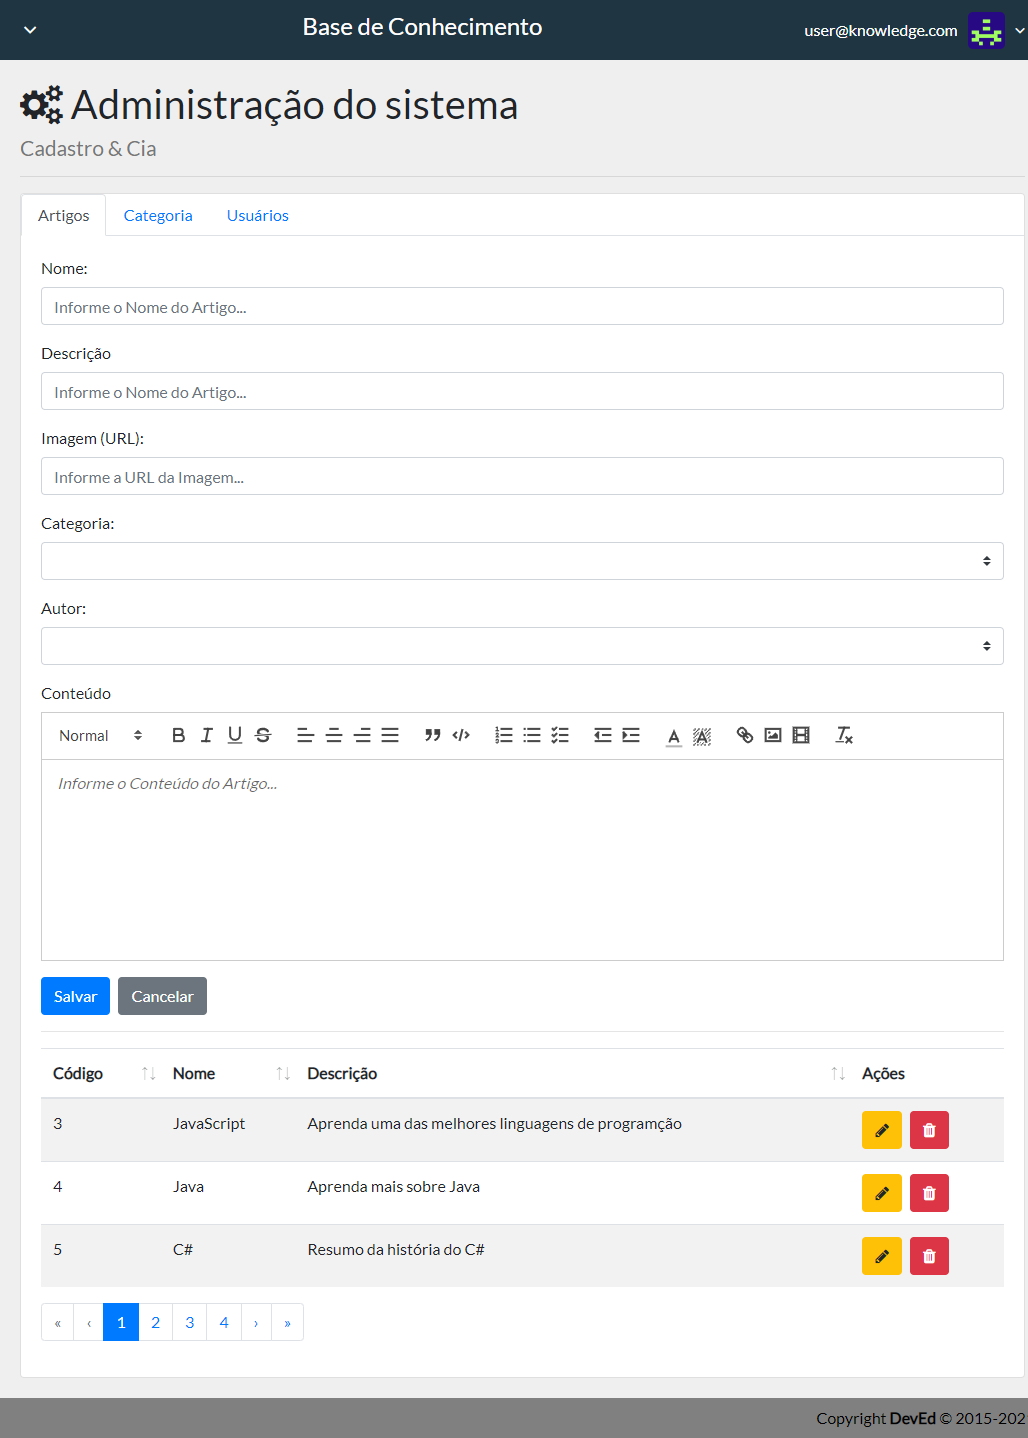 Base de Conhecimento
user@knowledge.com
Administração do sistema
Cadastro & Cia
Artigos Categoria Usuários
Nome:
Informe o Nome do Artigo...
Descrição
Informe o Nome do Artigo...
Imagem (URL):
Informe a URL da Imagem...
Categoria:
Autor:
Conteúdo
Normal
Informe o Conteúdo do Artigo...
Salvar Cancelar
Código Nome Descrição Ações
3 JavaScript Aprenda uma das melhores linguagens de programção
4 Java Aprenda mais sobre Java
5 C# Resumo da história do C#
« ‹ 1 2 3 4 › »
Copyright DevEd © 2015-202